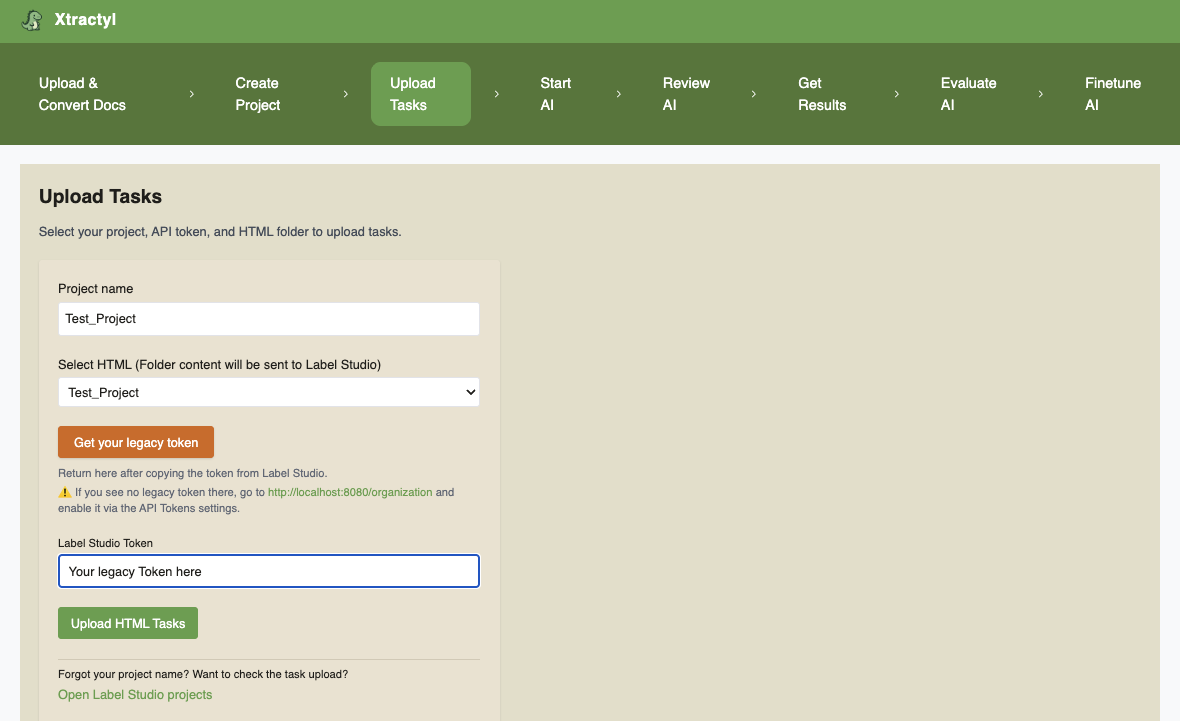 Xtractyl
Upload &
Convert Docs
›
Create
Project
›
Upload
Tasks
›
Start
AI
›
Review
AI
›
Get
Results
›
Evaluate
AI
›
Finetune
AI
Upload Tasks
Select your project, API token, and HTML folder to upload tasks.
Project name
Test_Project
Select HTML (Folder content will be sent to Label Studio)
Test_Project
Get your legacy token
Return here after copying the token from Label Studio.
⚠️ If you see no legacy token there, go to http://localhost:8080/organization and
enable it via the API Tokens settings.
Label Studio Token
Your legacy Token here
Upload HTML Tasks
Forgot your project name? Want to check the task upload?
Open Label Studio projects